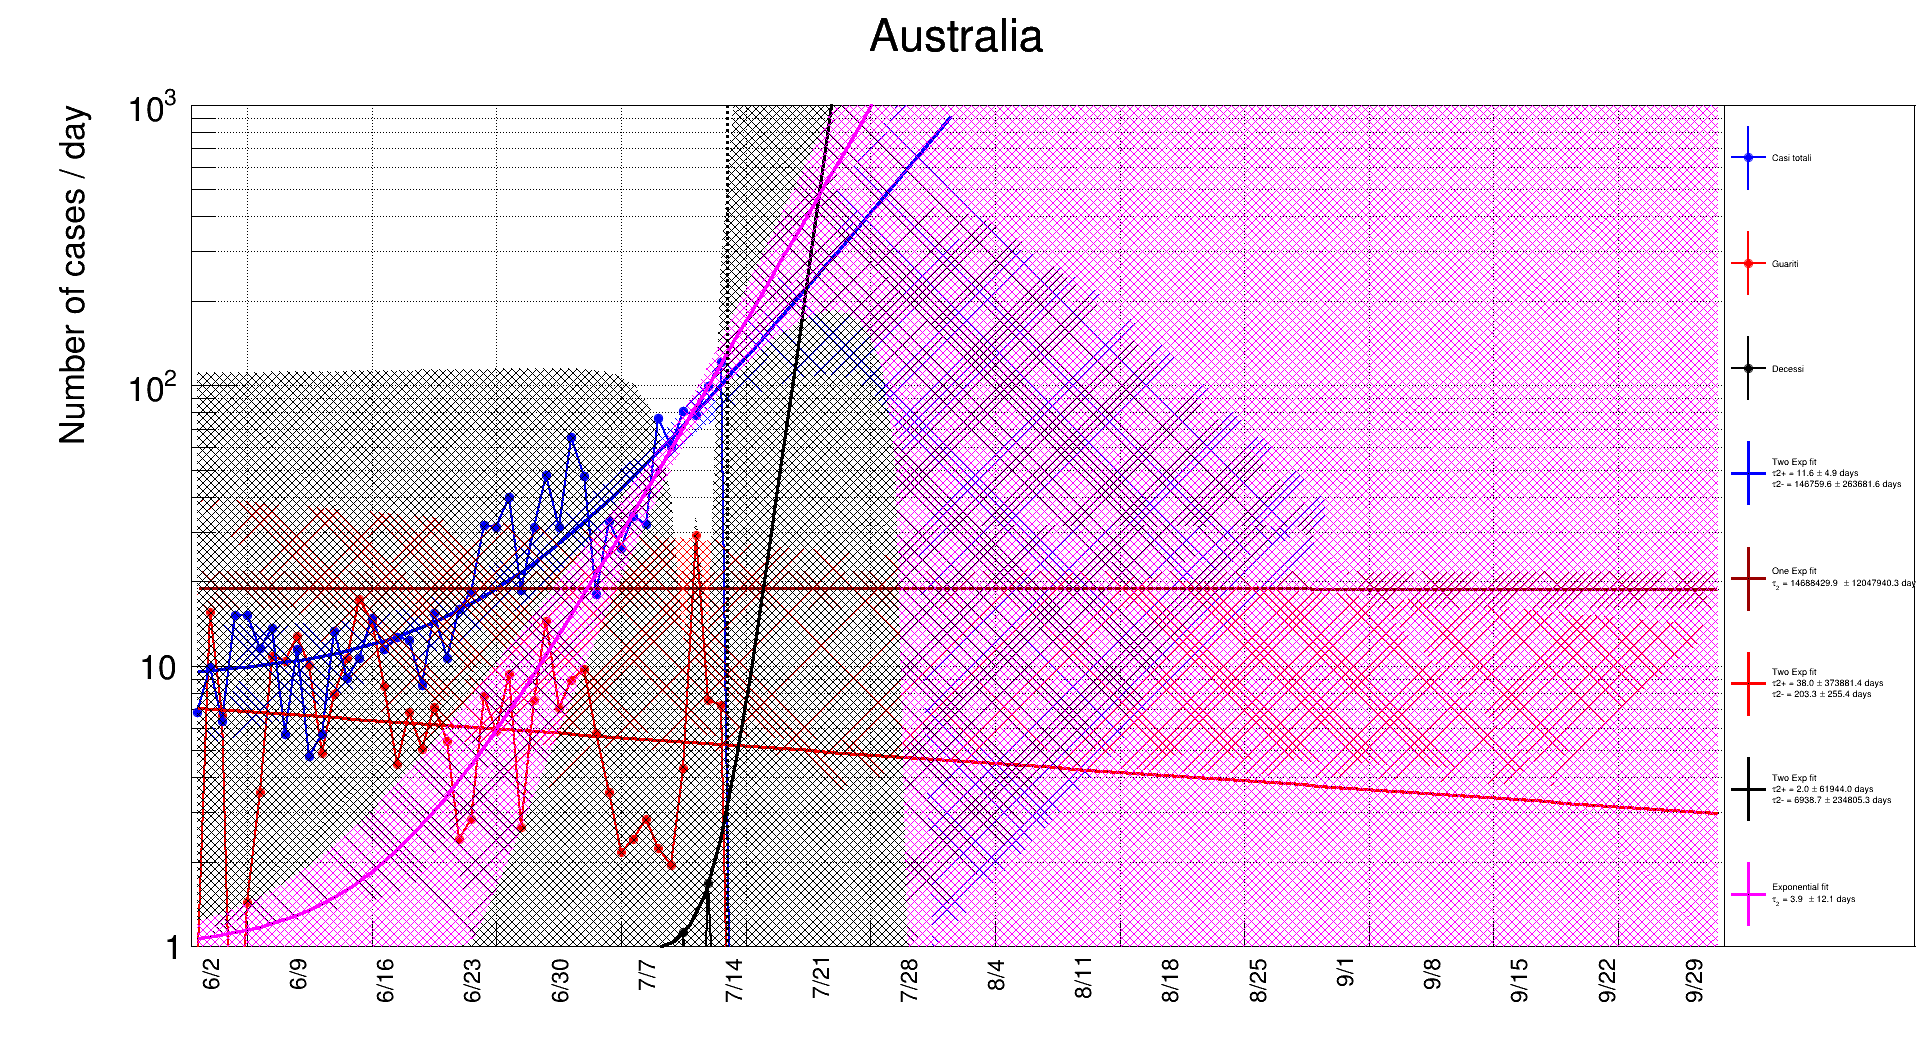 Australia
Number of cases / day
10³
10²
10
1
6/2 6/9 6/16 6/23 6/30 7/7 7/14 7/21 7/28 8/4 8/11 8/18 8/25 9/1 9/8 9/15 9/22 9/29
Casi totali
Guariti
Decessi
Two Exp fit
τ2+ = 11.6 ± 4.9 days
τ2- = 146759.6 ± 263681.6 days
One Exp fit
τ₂ = 14688429.9 ± 12047940.3 day
Two Exp fit
τ2+ = 38.0 ± 373881.4 days
τ2- = 203.3 ± 255.4 days
Two Exp fit
τ2+ = 2.0 ± 61944.0 days
τ2- = 6938.7 ± 234805.3 days
Exponential fit
τ₂ = 3.9 ± 12.1 days